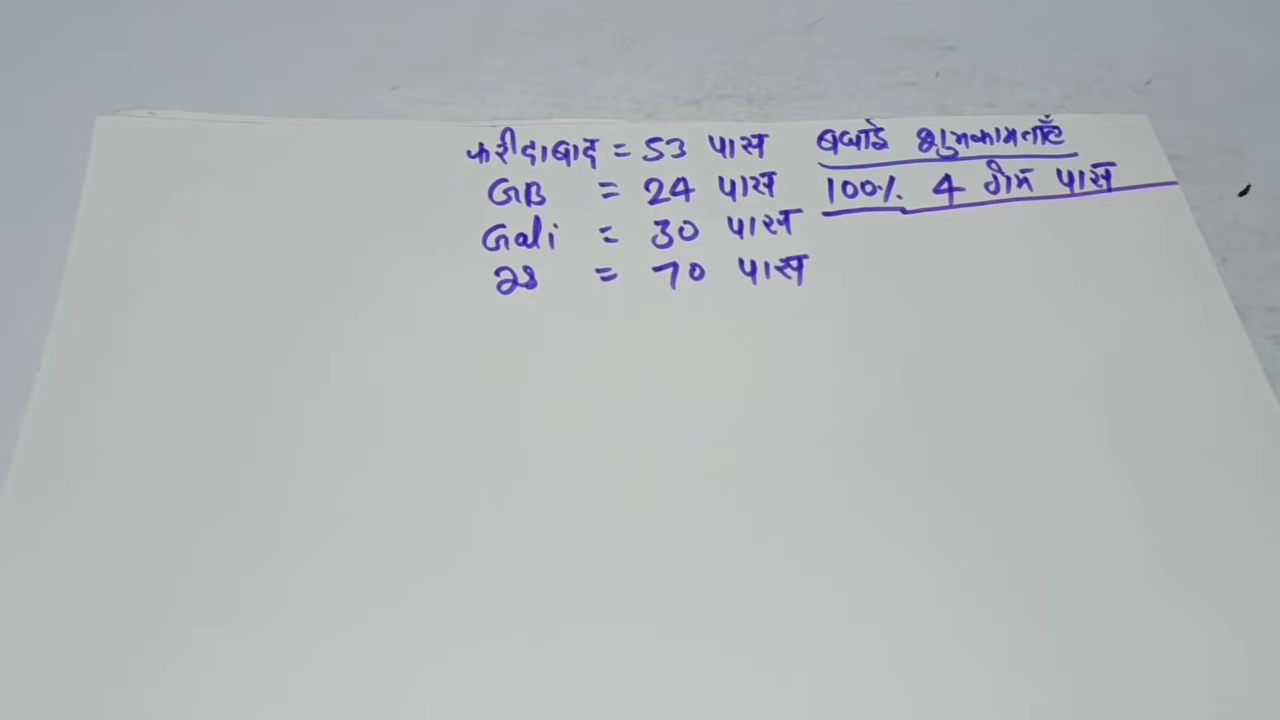 फरीदाबाद = 53 पास
GB = 24 पास
Gali = 30 पास
= 70 पास
बधाई शुभकामनाएँ
100% 4 गेम पास